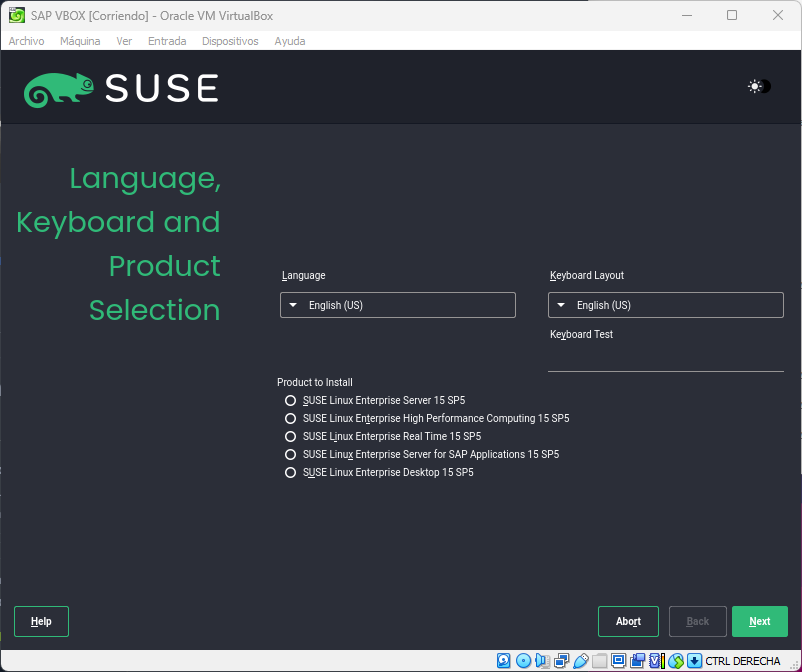 SAP VBOX [Corriendo] - Oracle VM VirtualBox
Archivo Máquina Ver Entrada Dispositivos Ayuda
SUSE
Language,
Keyboard and
Product
Selection
Language
Keyboard Layout
English (US)
English (US)
Keyboard Test
Product to Install
SUSE Linux Enterprise Server 15 SP5
SUSE Linux Enterprise High Performance Computing 15 SP5
SUSE Linux Enterprise Real Time 15 SP5
SUSE Linux Enterprise Server for SAP Applications 15 SP5
SUSE Linux Enterprise Desktop 15 SP5
Help
Abort
Back
Next
CTRL DERECHA